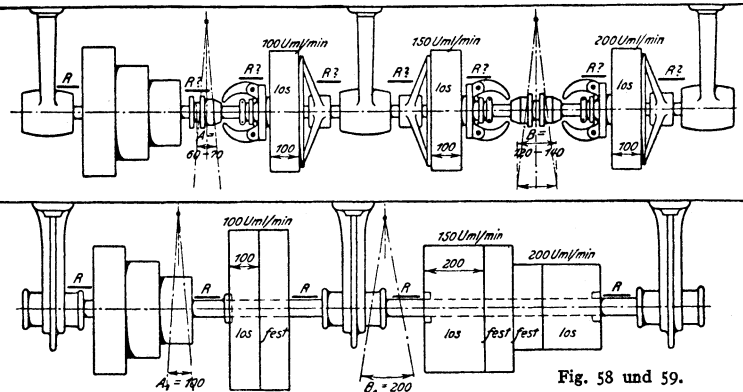 100 Uml/min 150 Uml/min 200 Uml/min
R R? R? R? R? R? R? R?
los los los
A =
60-70
100 100
B =
120-140
100
100 Uml/min 150 Uml/min 200 Uml/min
R R R R R
100 200
los fest los fest fest los
A₁ = 100 B₁ = 200
Fig. 58 und 59.